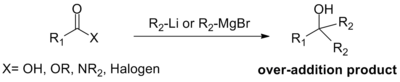 O
R1 X
R2-Li or R2-MgBr
OH
R1 R2
R2
X= OH, OR, NR2, Halogen
over-addition product